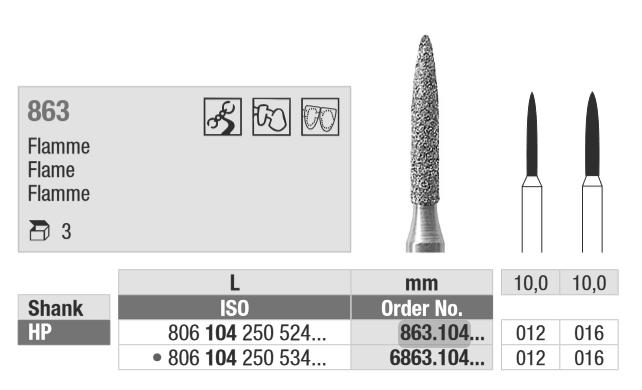 863
Flamme
Flame
Flamme
3
L mm 10,0 10,0
Shank ISO Order No.
HP 806 104 250 524... 863.104... 012 016
• 806 104 250 534... 6863.104... 012 016